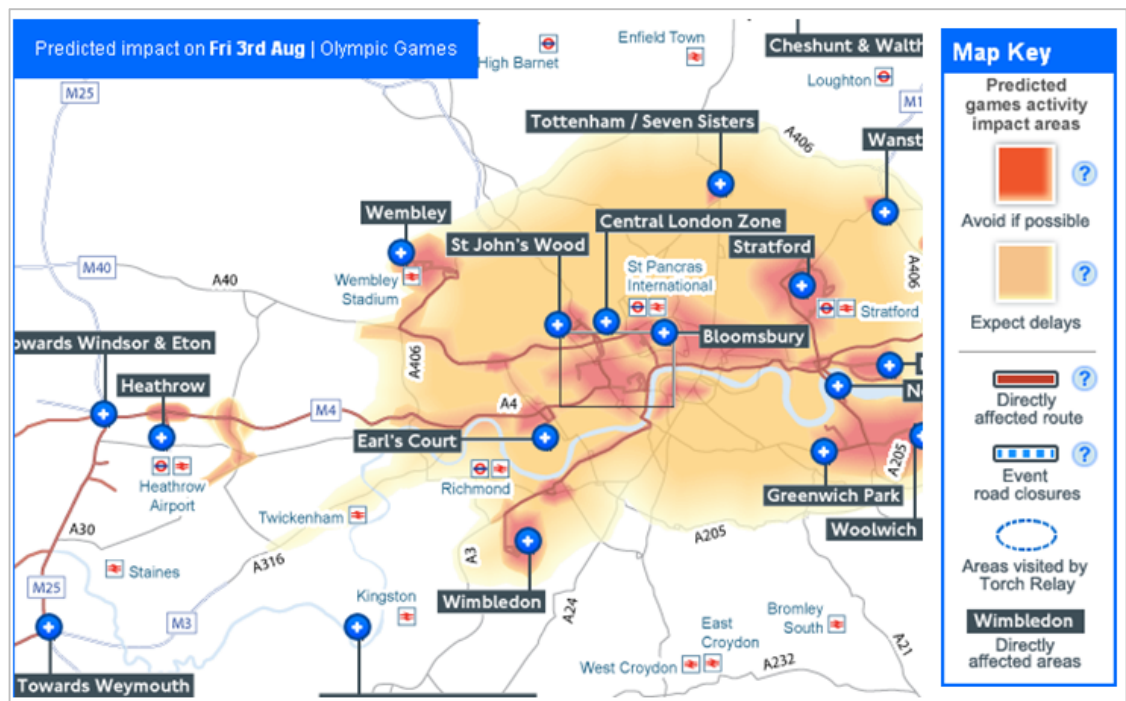 Predicted impact on Fri 3rd Aug | Olympic Games
M25
High Barnet
Enfield Town
Cheshunt & Walth
Loughton
M1
Tottenham / Seven Sisters
A406
Wanst
Wembley
Central London Zone
St John's Wood
Stratford
M40
A40
Wembley
Stadium
St Pancras
International
A406
Stratford
owards Windsor & Eton
Bloomsbury
Heathrow
A406
M4
A4
Earl's Court
Heathrow
Airport
Richmond
A205
Greenwich Park
Twickenham
Woolwich
A30
A316
A3
A205
Staines
M25
M3
Kingston
Wimbledon
A24
East
Croydon
Bromley
South
A21
West Croydon
A232
Towards Weymouth
Map Key
Predicted
games activity
impact areas
?
Avoid if possible
?
Expect delays
?
Directly
affected route
?
Event
road closures
Areas visited by
Torch Relay
Wimbledon
Directly
affected areas